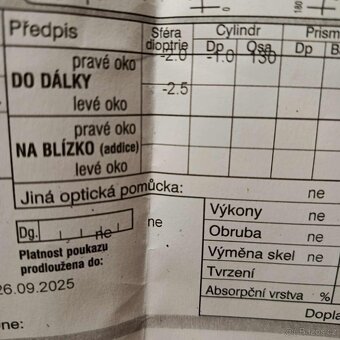 180
Předpis Sféra dioptrie Cylindr Prism
Dp Osa Dp B
pravé oko -2.0 -1.0 130
DO DÁLKY
levé oko -2.5
pravé oko
NA BLÍZKO (addice)
levé oko
Jiná optická pomůcka: ne
Dg. ne ne
Výkony ne
Obruba ne
Výměna skel ne
Tvrzení
Absorpční vrstva %
Platnost poukazu
prodloužena do:
26.09.2025
Dopla
ne: